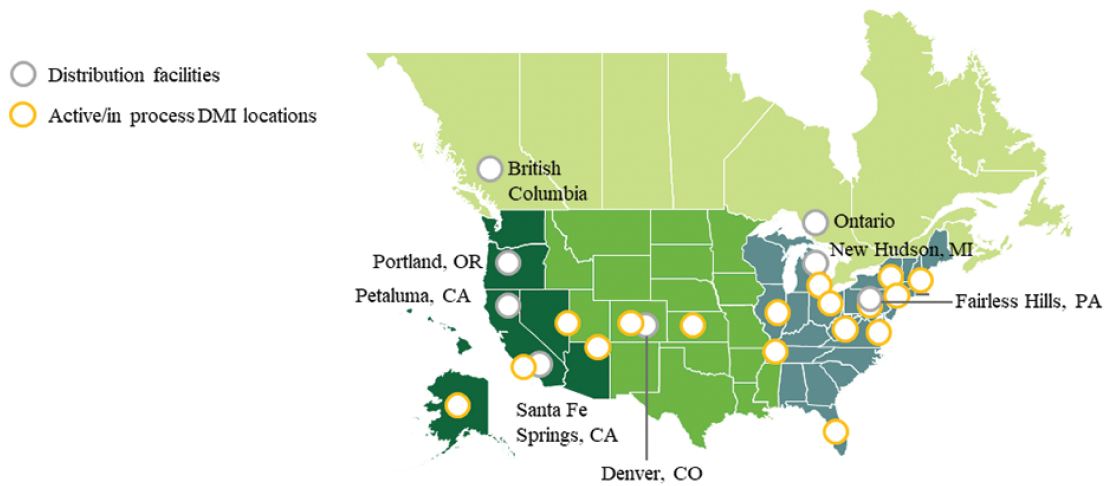 Distribution facilities
Active/in process DMI locations
British
Columbia
Ontario
New Hudson, MI
Portland, OR
Petaluma, CA
Fairless Hills, PA
Santa Fe
Springs, CA
Denver, CO